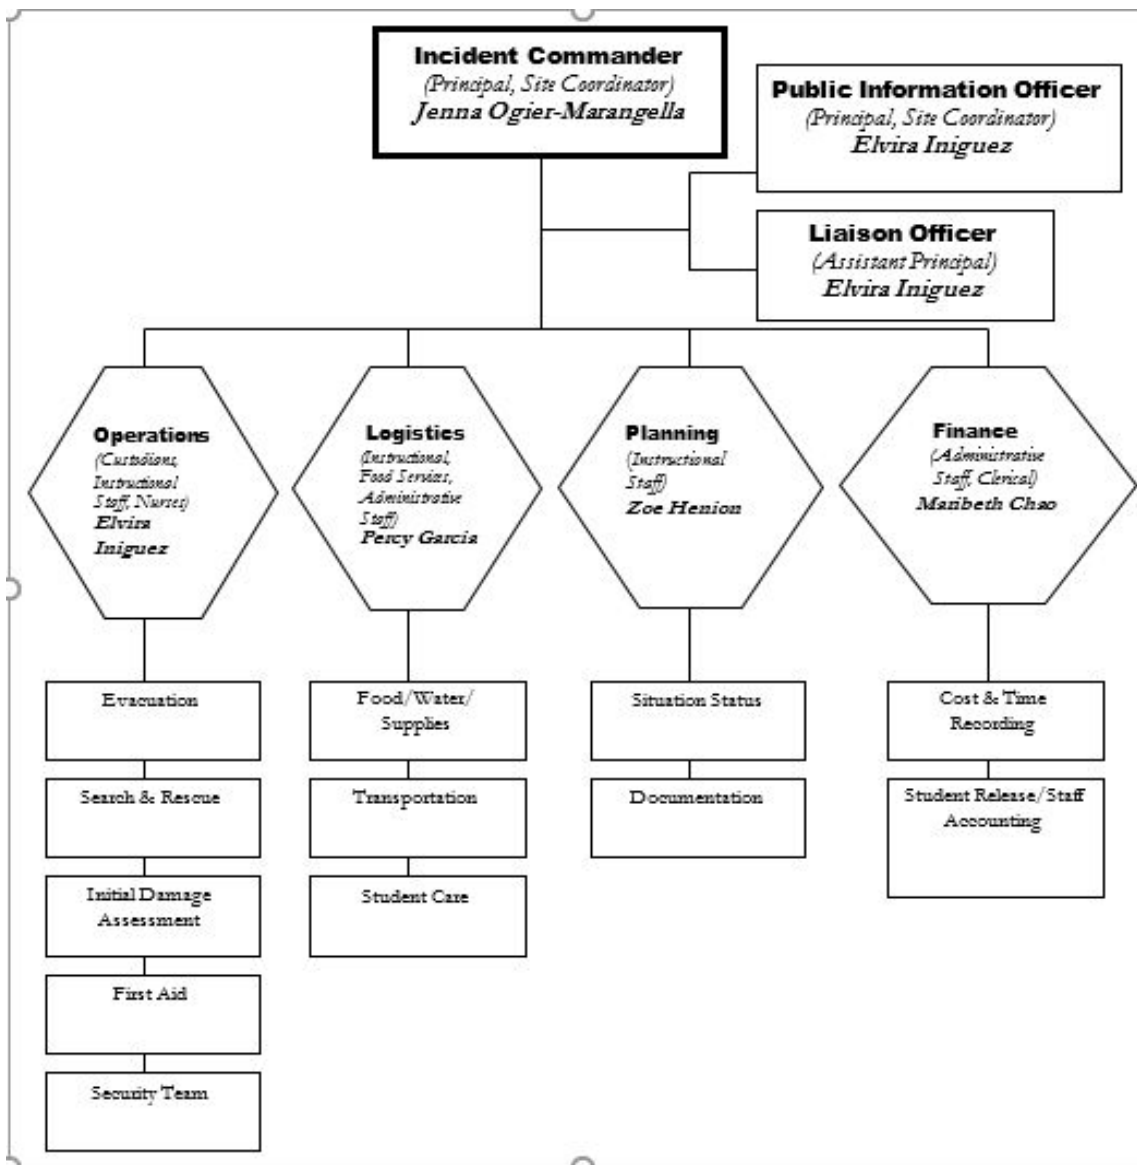 Incident Commander
(Principal, Site Coordinator)
Jenna Ogier-Marangella
Public Information Officer
(Principal, Site Coordinator)
Elvira Iniguez
Liaison Officer
(Assistant Principal)
Elvira Iniguez
Operations
(Custodians,
Instructional
Staff, Nurses)
Elvira
Iniguez
Logistics
(Instructional,
Food Services,
Administrative
Staff)
Percy Garcia
Planning
(Instructional
Staff)
Zoe Henion
Finance
(Administrative
Staff, Clerical)
Maribeth Chao
Evacuation
Search & Rescue
Initial Damage
Assessment
First Aid
Security Team
Food/Water/
Supplies
Transportation
Student Care
Situation Status
Documentation
Cost & Time
Recording
Student Release/Staff
Accounting